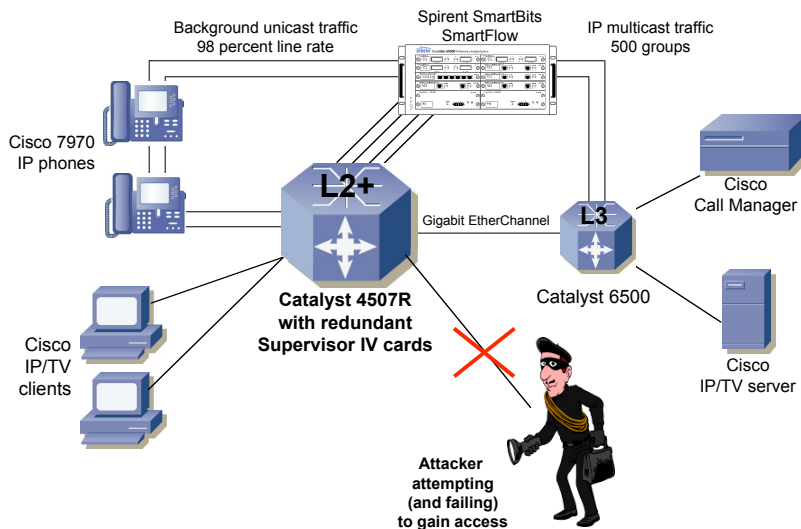 Background unicast traffic
98 percent line rate
Spirent SmartBits
SmartFlow
IP multicast traffic
500 groups
SPIRENT
Cisco 7970
IP phones
L2+
Gigabit EtherChannel
L3
Cisco
Call Manager
Catalyst 4507R
with redundant
Supervisor IV cards
Catalyst 6500
Cisco
IP/TV
clients
Cisco
IP/TV server
Attacker
attempting
(and failing)
to gain access